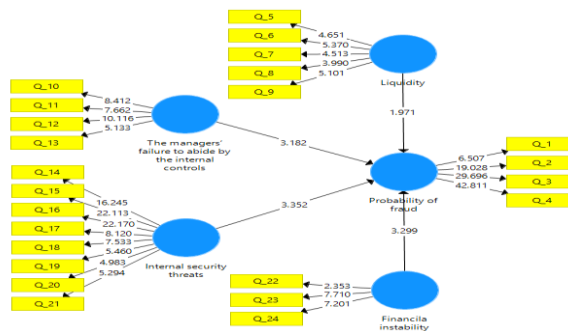 Q_5
Q_6
Q_7
Q_8
Q_9
4.651
5.370
4.513
3.990
5.101
Liquidity
1.971
Q_10
Q_11
Q_12
Q_13
8.412
7.662
10.116
5.133
The managers'
failure to abide by
the internal
controls
3.182
Q_14
Q_15
Q_16
Q_17
Q_18
Q_19
Q_20
Q_21
16.245
22.113
22.170
8.120
7.533
5.460
4.983
5.294
Internal security
threats
3.352
6.507
19.028
29.696
42.811
Q_1
Q_2
Q_3
Q_4
Probability of
fraud
3.299
Q_22
Q_23
Q_24
2.353
7.710
7.201
Financila
instability